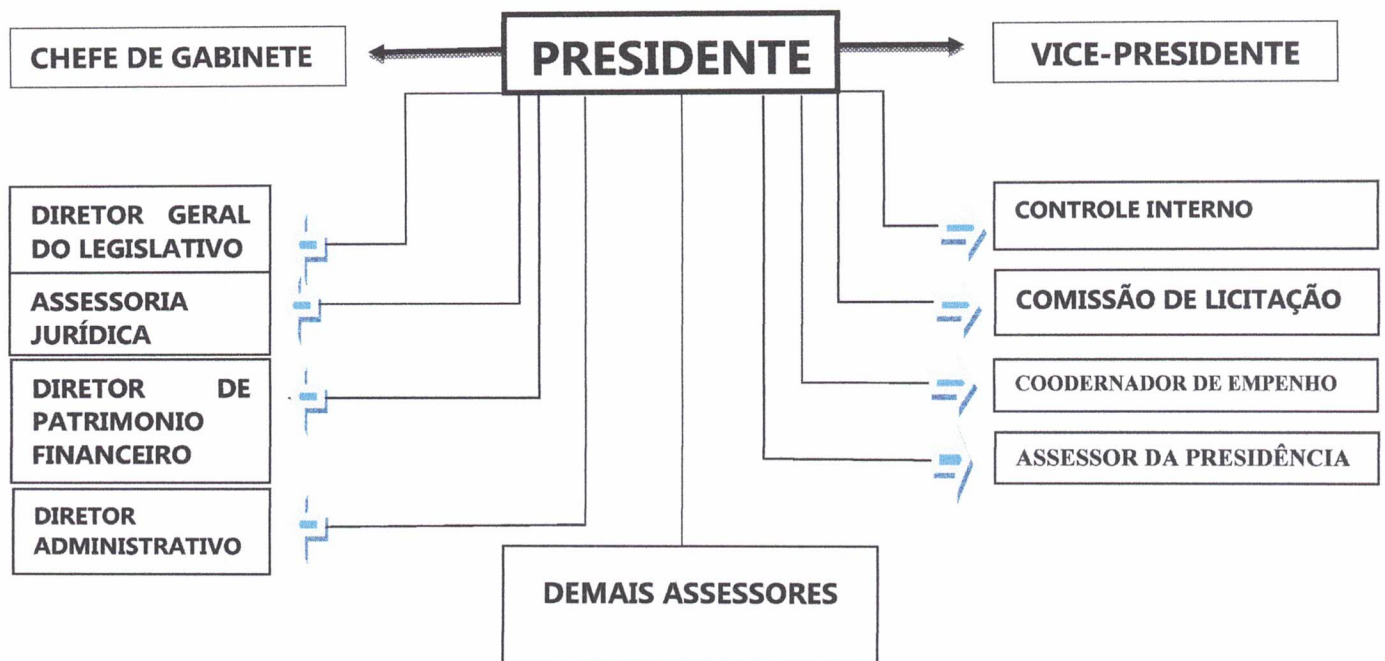 CHEFE DE GABINETE
PRESIDENTE
VICE-PRESIDENTE
DIRETOR GERAL
DO LEGISLATIVO
ASSESSORIA
JURÍDICA
DIRETOR DE
PATRIMONIO
FINANCEIRO
DIRETOR
ADMINISTRATIVO
CONTROLE INTERNO
COMISSÃO DE LICITAÇÃO
COODERNADOR DE EMPENHO
ASSESSOR DA PRESIDÊNCIA
DEMAIS ASSESSORES